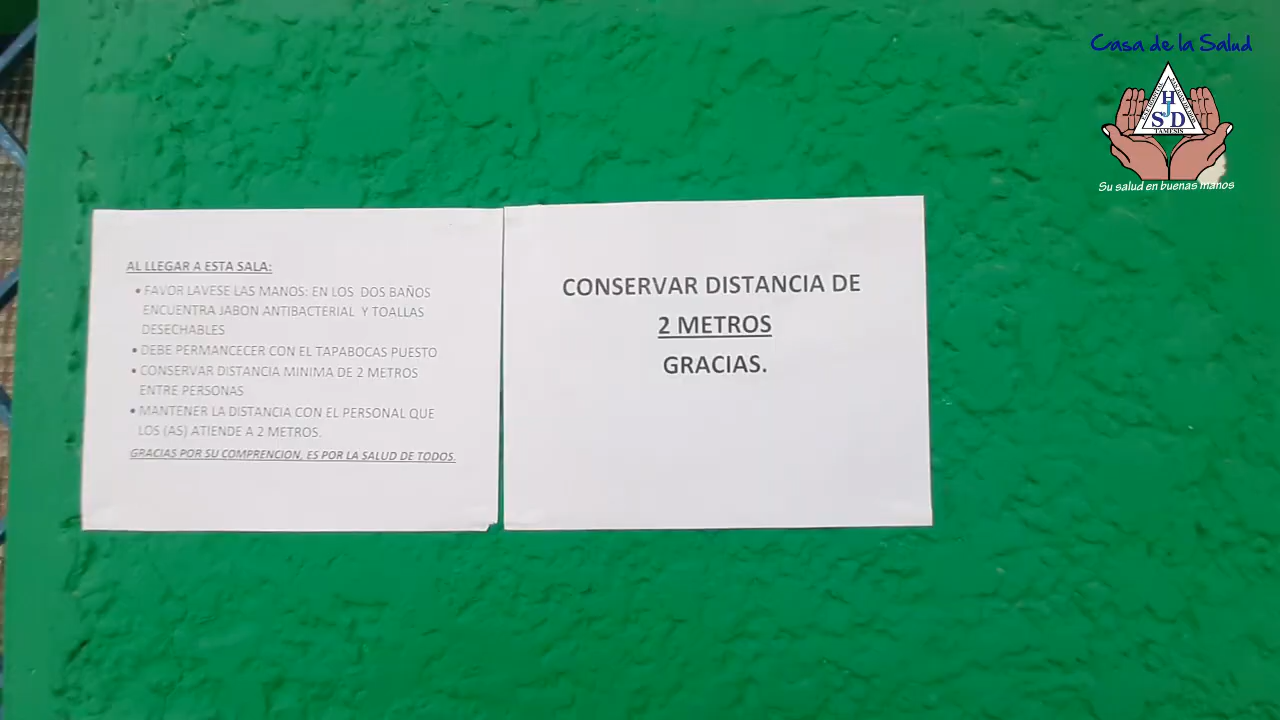 Casa de la Salud
H
J
S D
TAMESIS
Su salud en buenas manos
AL LLEGAR A ESTA SALA:
• FAVOR LAVESE LAS MANOS: EN LOS DOS BAÑOS
ENCUENTRA JABON ANTIBACTERIAL Y TOALLAS
DESECHABLES
• DEBE PERMANCECER CON EL TAPABOCAS PUESTO
• CONSERVAR DISTANCIA MINIMA DE 2 METROS
ENTRE PERSONAS
• MANTENER LA DISTANCIA CON EL PERSONAL QUE
LOS (AS) ATIENDE A 2 METROS.
GRACIAS POR SU COMPRENCION, ES POR LA SALUD DE TODOS.
CONSERVAR DISTANCIA DE
2 METROS
GRACIAS.